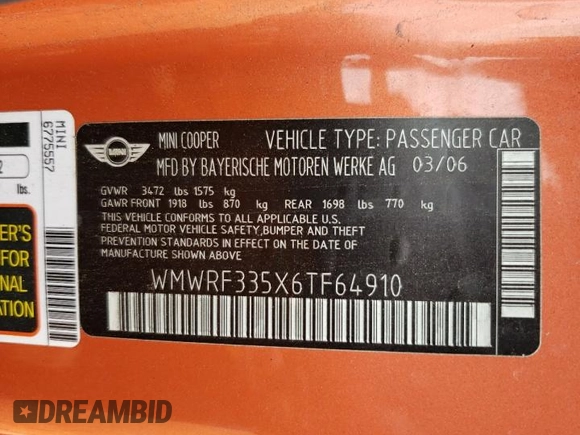 MINI
6775557
2
lbs.
ER'S
FOR
NAL
ATION
MINI
MINI COOPER VEHICLE TYPE: PASSENGER CAR
MFD BY BAYERISCHE MOTOREN WERKE AG 03/06
GVWR 3472 lbs 1575 kg
GAWR FRONT 1918 lbs 870 kg REAR 1698 lbs 770 kg
THIS VEHICLE CONFORMS TO ALL APPLICABLE U.S.
FEDERAL MOTOR VEHICLE SAFETY,BUMPER AND THEFT
PREVENTION STANDARDS IN EFFECT ON THE DATE
OF MANUFACTURE SHOWN ABOVE
WMWRF335X6TF64910
DREAMBID